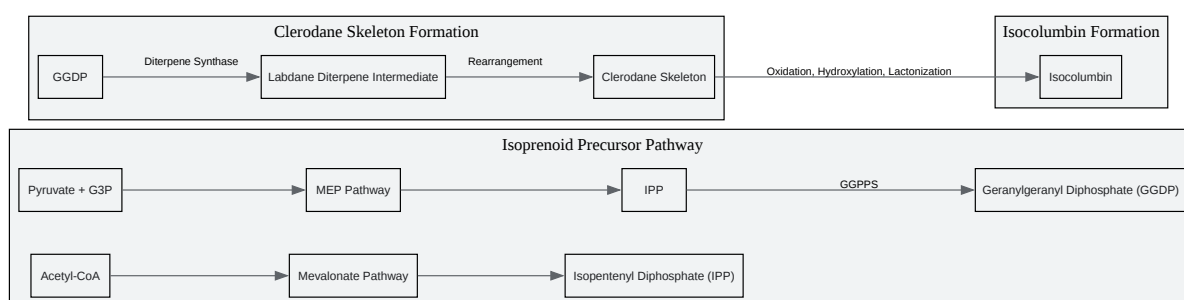 Clerodane Skeleton Formation
GGDP
Diterpene Synthase
Labdane Diterpene Intermediate
Rearrangement
Clerodane Skeleton
Oxidation, Hydroxylation, Lactonization
Isocolumbin Formation
Isocolumbin
Isoprenoid Precursor Pathway
Pyruvate + G3P
MEP Pathway
IPP
GGPPS
Geranylgeranyl Diphosphate (GGDP)
Acetyl-CoA
Mevalonate Pathway
Isopentenyl Diphosphate (IPP)